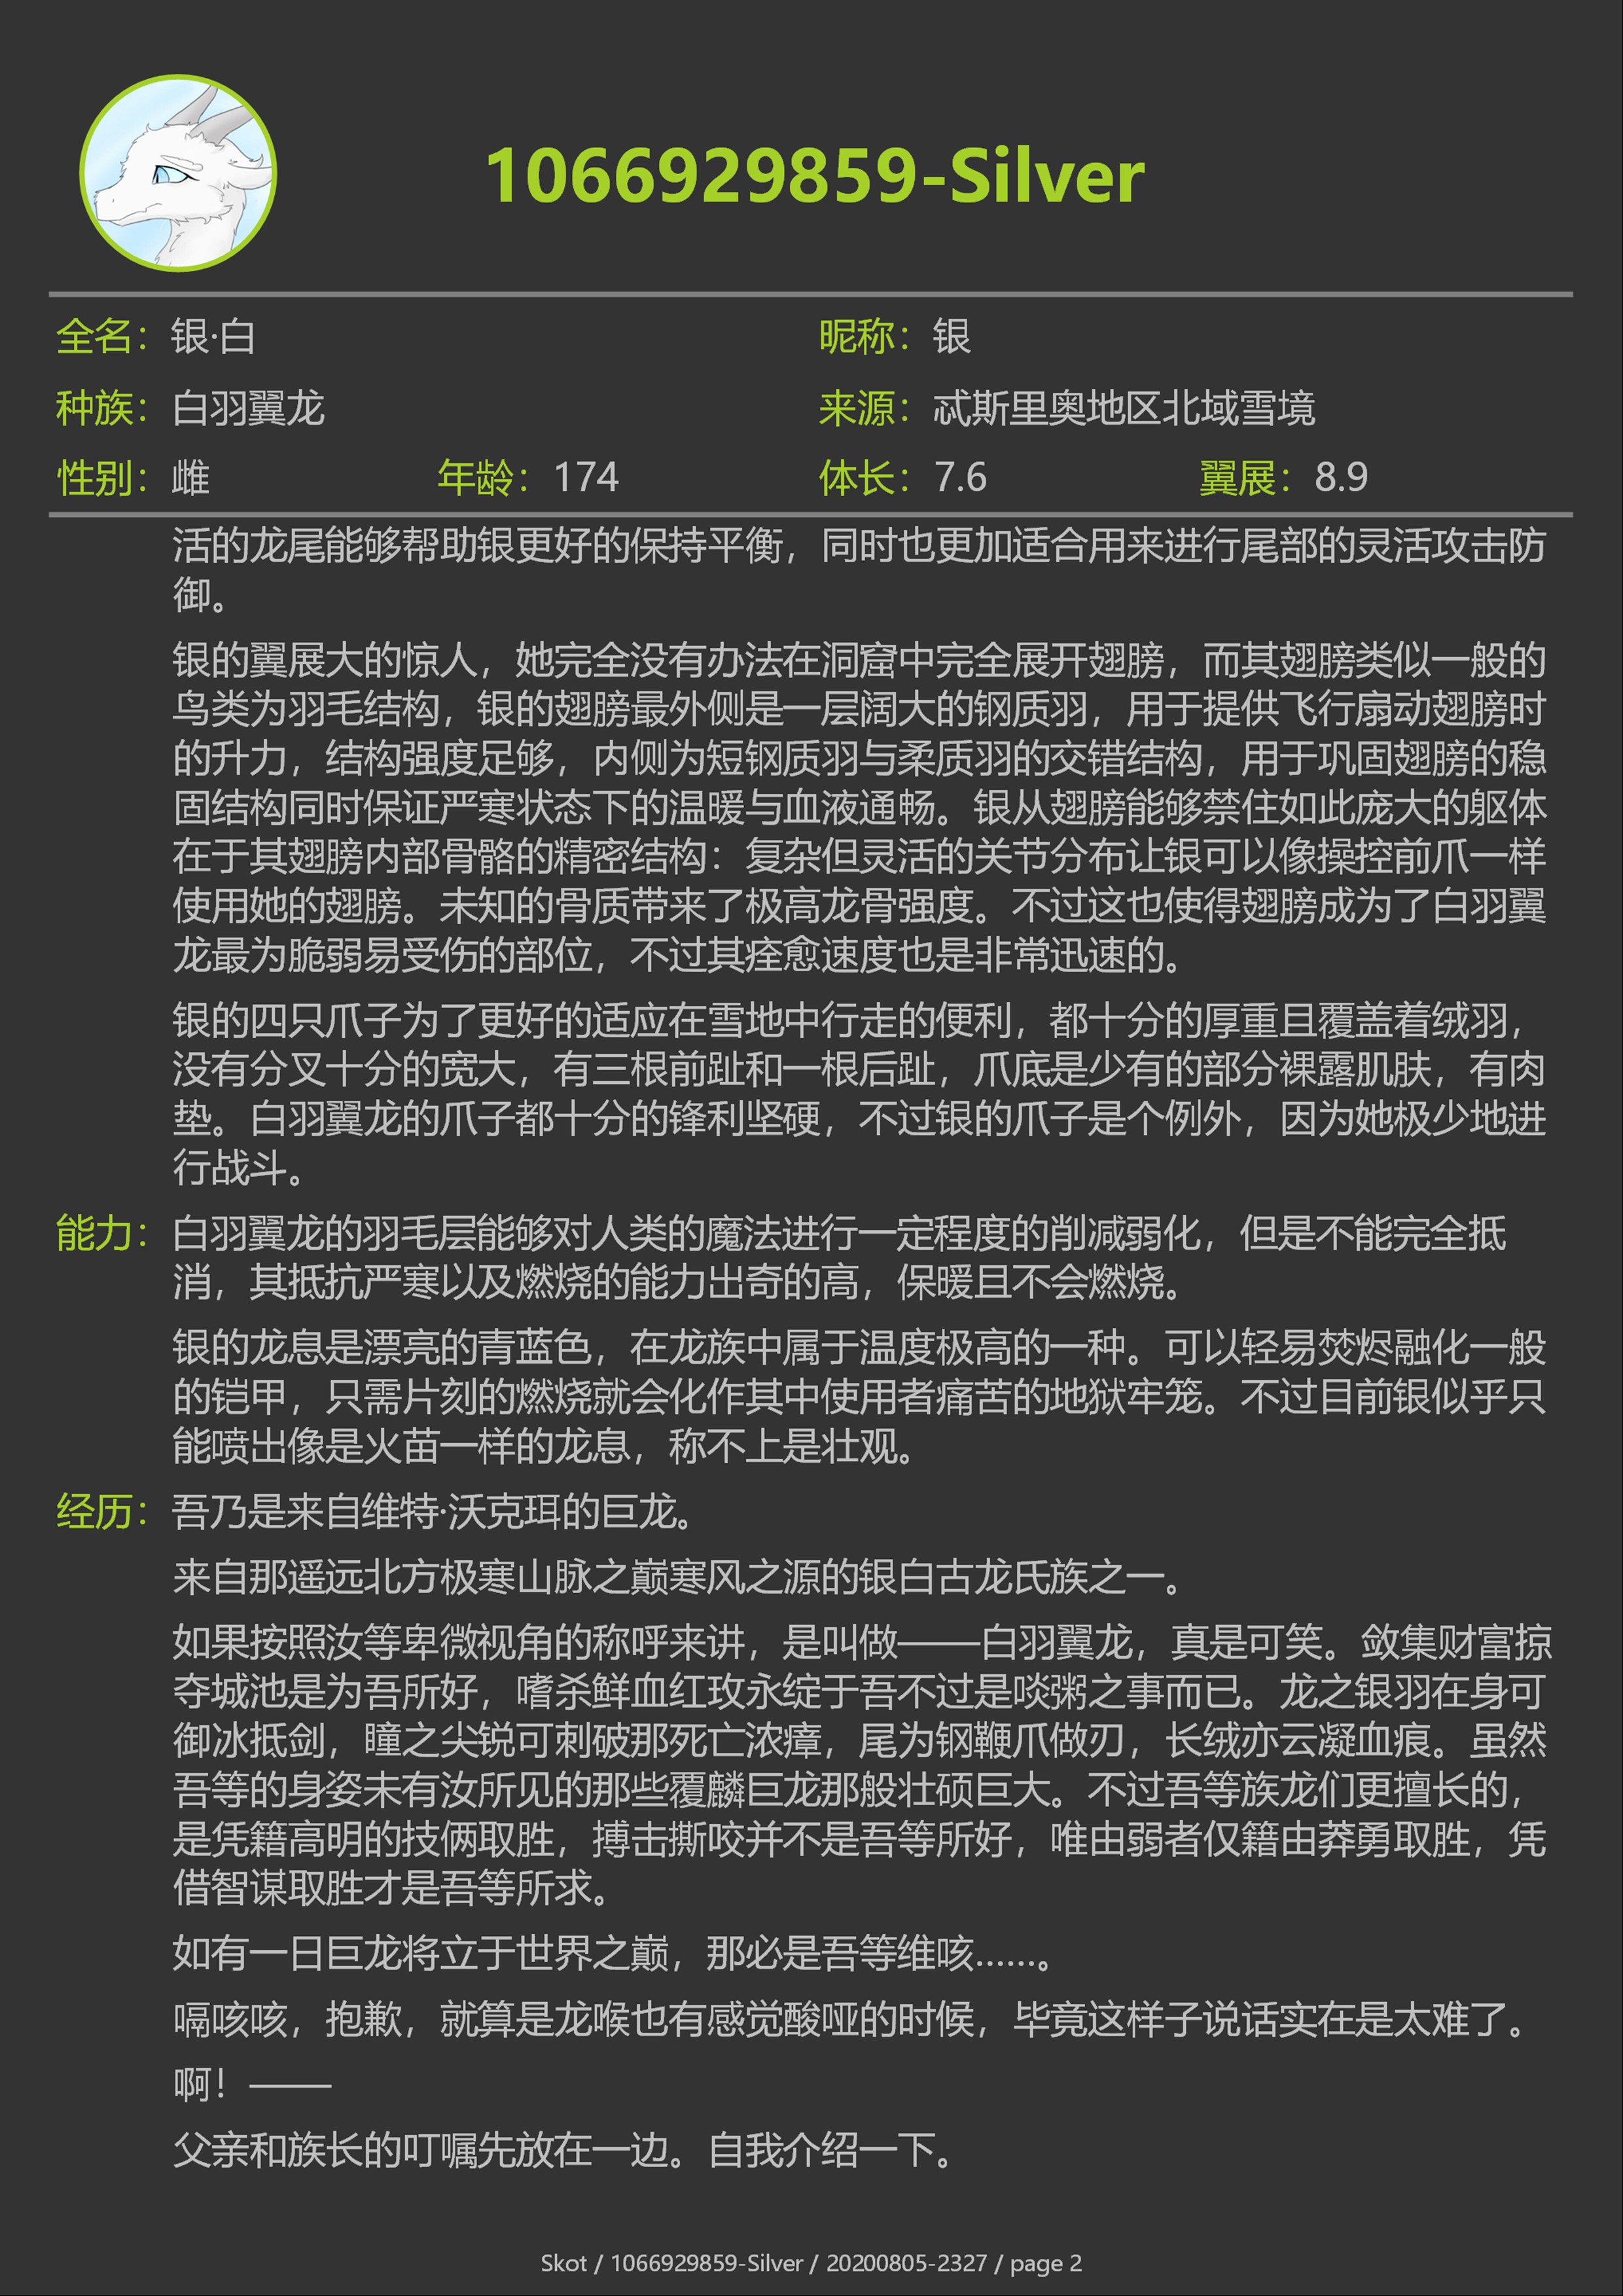 1066929859-Silver
全名：银·白 昵称：银
种族：白羽翼龙 来源：忒斯里奥地区北域雪境
性别：雌 年龄：174 体长：7.6 翼展：8.9
活的龙尾能够帮助银更好的保持平衡，同时也更加适合用来进行尾部的灵活攻击防
御。
银的翼展大的惊人，她完全没有办法在洞窟中完全展开翅膀，而其翅膀类似一般的
鸟类为羽毛结构，银的翅膀最外侧是一层阔大的钢质羽，用于提供飞行扇动翅膀时
的升力，结构强度足够，内侧为短钢质羽与柔质羽的交错结构，用于巩固翅膀的稳
固结构同时保证严寒状态下的温暖与血液通畅。银从翅膀能够禁住如此庞大的躯体
在于其翅膀内部骨骼的精密结构：复杂但灵活的关节分布让银可以像操控前爪一样
使用她的翅膀。未知的骨质带来了极高龙骨强度。不过这也使得翅膀成为了白羽翼
龙最为脆弱易受伤的部位，不过其痊愈速度也是非常迅速的。
银的四只爪子为了更好的适应在雪地中行走的便利，都十分的厚重且覆盖着绒羽，
没有分叉十分的宽大，有三根前趾和一根后趾，爪底是少有的部分裸露肌肤，有肉
垫。白羽翼龙的爪子都十分的锋利坚硬，不过银的爪子是个例外，因为她极少地进
行战斗。
能力：白羽翼龙的羽毛层能够对人类的魔法进行一定程度的削减弱化，但是不能完全抵
消，其抵抗严寒以及燃烧的能力出奇的高，保暖且不会燃烧。
银的龙息是漂亮的青蓝色，在龙族中属于温度极高的一种。可以轻易焚烬融化一般
的铠甲，只需片刻的燃烧就会化作其中使用者痛苦的地狱牢笼。不过目前银似乎只
能喷出像是火苗一样的龙息，称不上是壮观。
经历：吾乃是来自维特·沃克珥的巨龙。
来自那遥远北方极寒山脉之巅寒风之源的银白古龙氏族之一。
如果按照汝等卑微视角的称呼来讲，是叫做——白羽翼龙，真是可笑。敛集财富掠
夺城池是为吾所好，嗜杀鲜血红玫永绽于吾不过是啖粥之事而已。龙之银羽在身可
御冰抵剑，瞳之尖锐可刺破那死亡浓瘴，尾为钢鞭爪做刃，长绒亦云凝血痕。虽然
吾等的身姿未有汝所见的那些覆麟巨龙那般壮硕巨大。不过吾等族龙们更擅长的，
是凭籍高明的技俩取胜，搏击撕咬并不是吾等所好，唯由弱者仅籍由莽勇取胜，凭
借智谋取胜才是吾等所求。
如有一日巨龙将立于世界之巅，那必是吾等维咳……。
嗝咳咳，抱歉，就算是龙喉也有感觉酸哑的时候，毕竟这样子说话实在是太难了。
啊！——
父亲和族长的叮嘱先放在一边。自我介绍一下。
Skot / 1066929859-Silver / 20200805-2327 / page 2